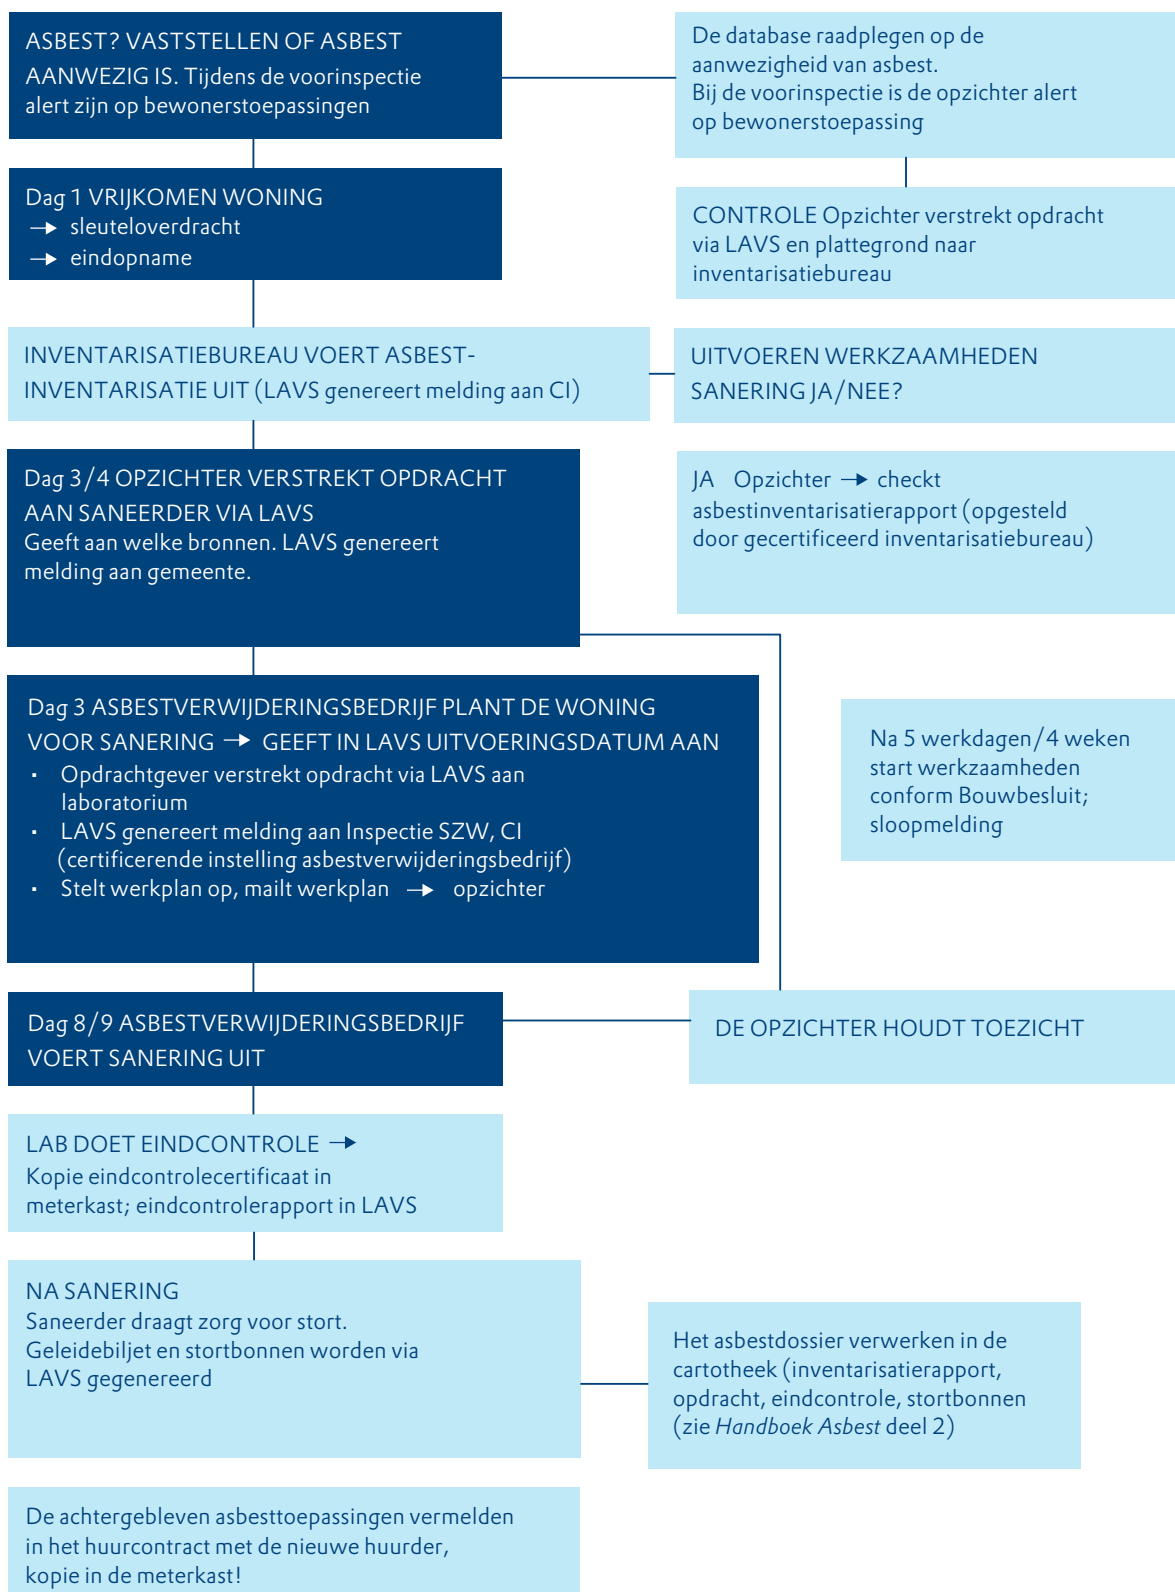 ASBEST? VASTSTELLEN OF ASBEST
AANWEZIG IS. Tijdens de voorinspectie
alert zijn op bewonerstoepassingen
De database raadplegen op de
aanwezigheid van asbest.
Bij de voorinspectie is de opzichter alert
op bewonerstoepassing
Dag 1 VRIJKOMEN WONING
→ sleuteloverdracht
→ eindopname
CONTROLE Opzichter verstrekt opdracht
via LAVS en plattegrond naar
inventarisatiebureau
INVENTARISATIEBUREAU VOERT ASBEST-
INVENTARISATIE UIT (LAVS genereert melding aan CI)
UITVOEREN WERKZAAMHEDEN
SANERING JA/NEE?
Dag 3/4 OPZICHTER VERSTREKT OPDRACHT
AAN SANEERDER VIA LAVS
Geeft aan welke bronnen. LAVS genereert
melding aan gemeente.
JA Opzichter → checkt
asbestinventarisatierapport (opgesteld
door gecertificeerd inventarisatiebureau)
Dag 3 ASBESTVERWIJDERINGSBEDRIJF PLANT DE WONING
VOOR SANERING → GEEFT IN LAVS UITVOERINGSDATUM AAN
· Opdrachtgever verstrekt opdracht via LAVS aan
laboratorium
· LAVS genereert melding aan Inspectie SZW, CI
(certificerende instelling asbestverwijderingsbedrijf)
· Stelt werkplan op, mailt werkplan → opzichter
Na 5 werkdagen/4 weken
start werkzaamheden
conform Bouwbesluit;
sloopmelding
Dag 8/9 ASBESTVERWIJDERINGSBEDRIJF
VOERT SANERING UIT
DE OPZICHTER HOUDT TOEZICHT
LAB DOET EINDCONTROLE →
Kopie eindcontrolecertificaat in
meterkast; eindcontrolerapport in LAVS
NA SANERING
Saneerder draagt zorg voor stort.
Geleidebiljet en stortbonnen worden via
LAVS gegenereerd
Het asbestdossier verwerken in de
cartotheek (inventarisatierapport,
opdracht, eindcontrole, stortbonnen
(zie Handboek Asbest deel 2)
De achtergebleven asbesttoepassingen vermelden
in het huurcontract met de nieuwe huurder,
kopie in de meterkast!